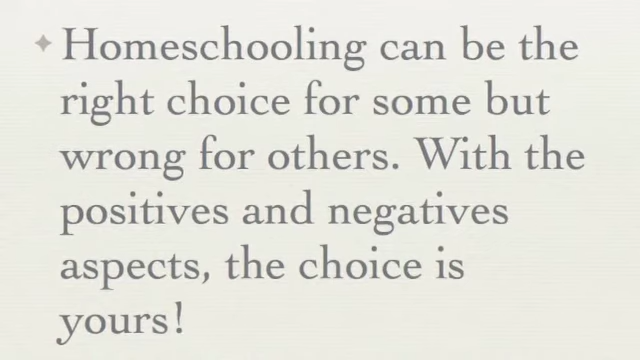 Homeschooling can be the
right choice for some but
wrong for others. With the
positives and negatives
aspects, the choice is
yours!